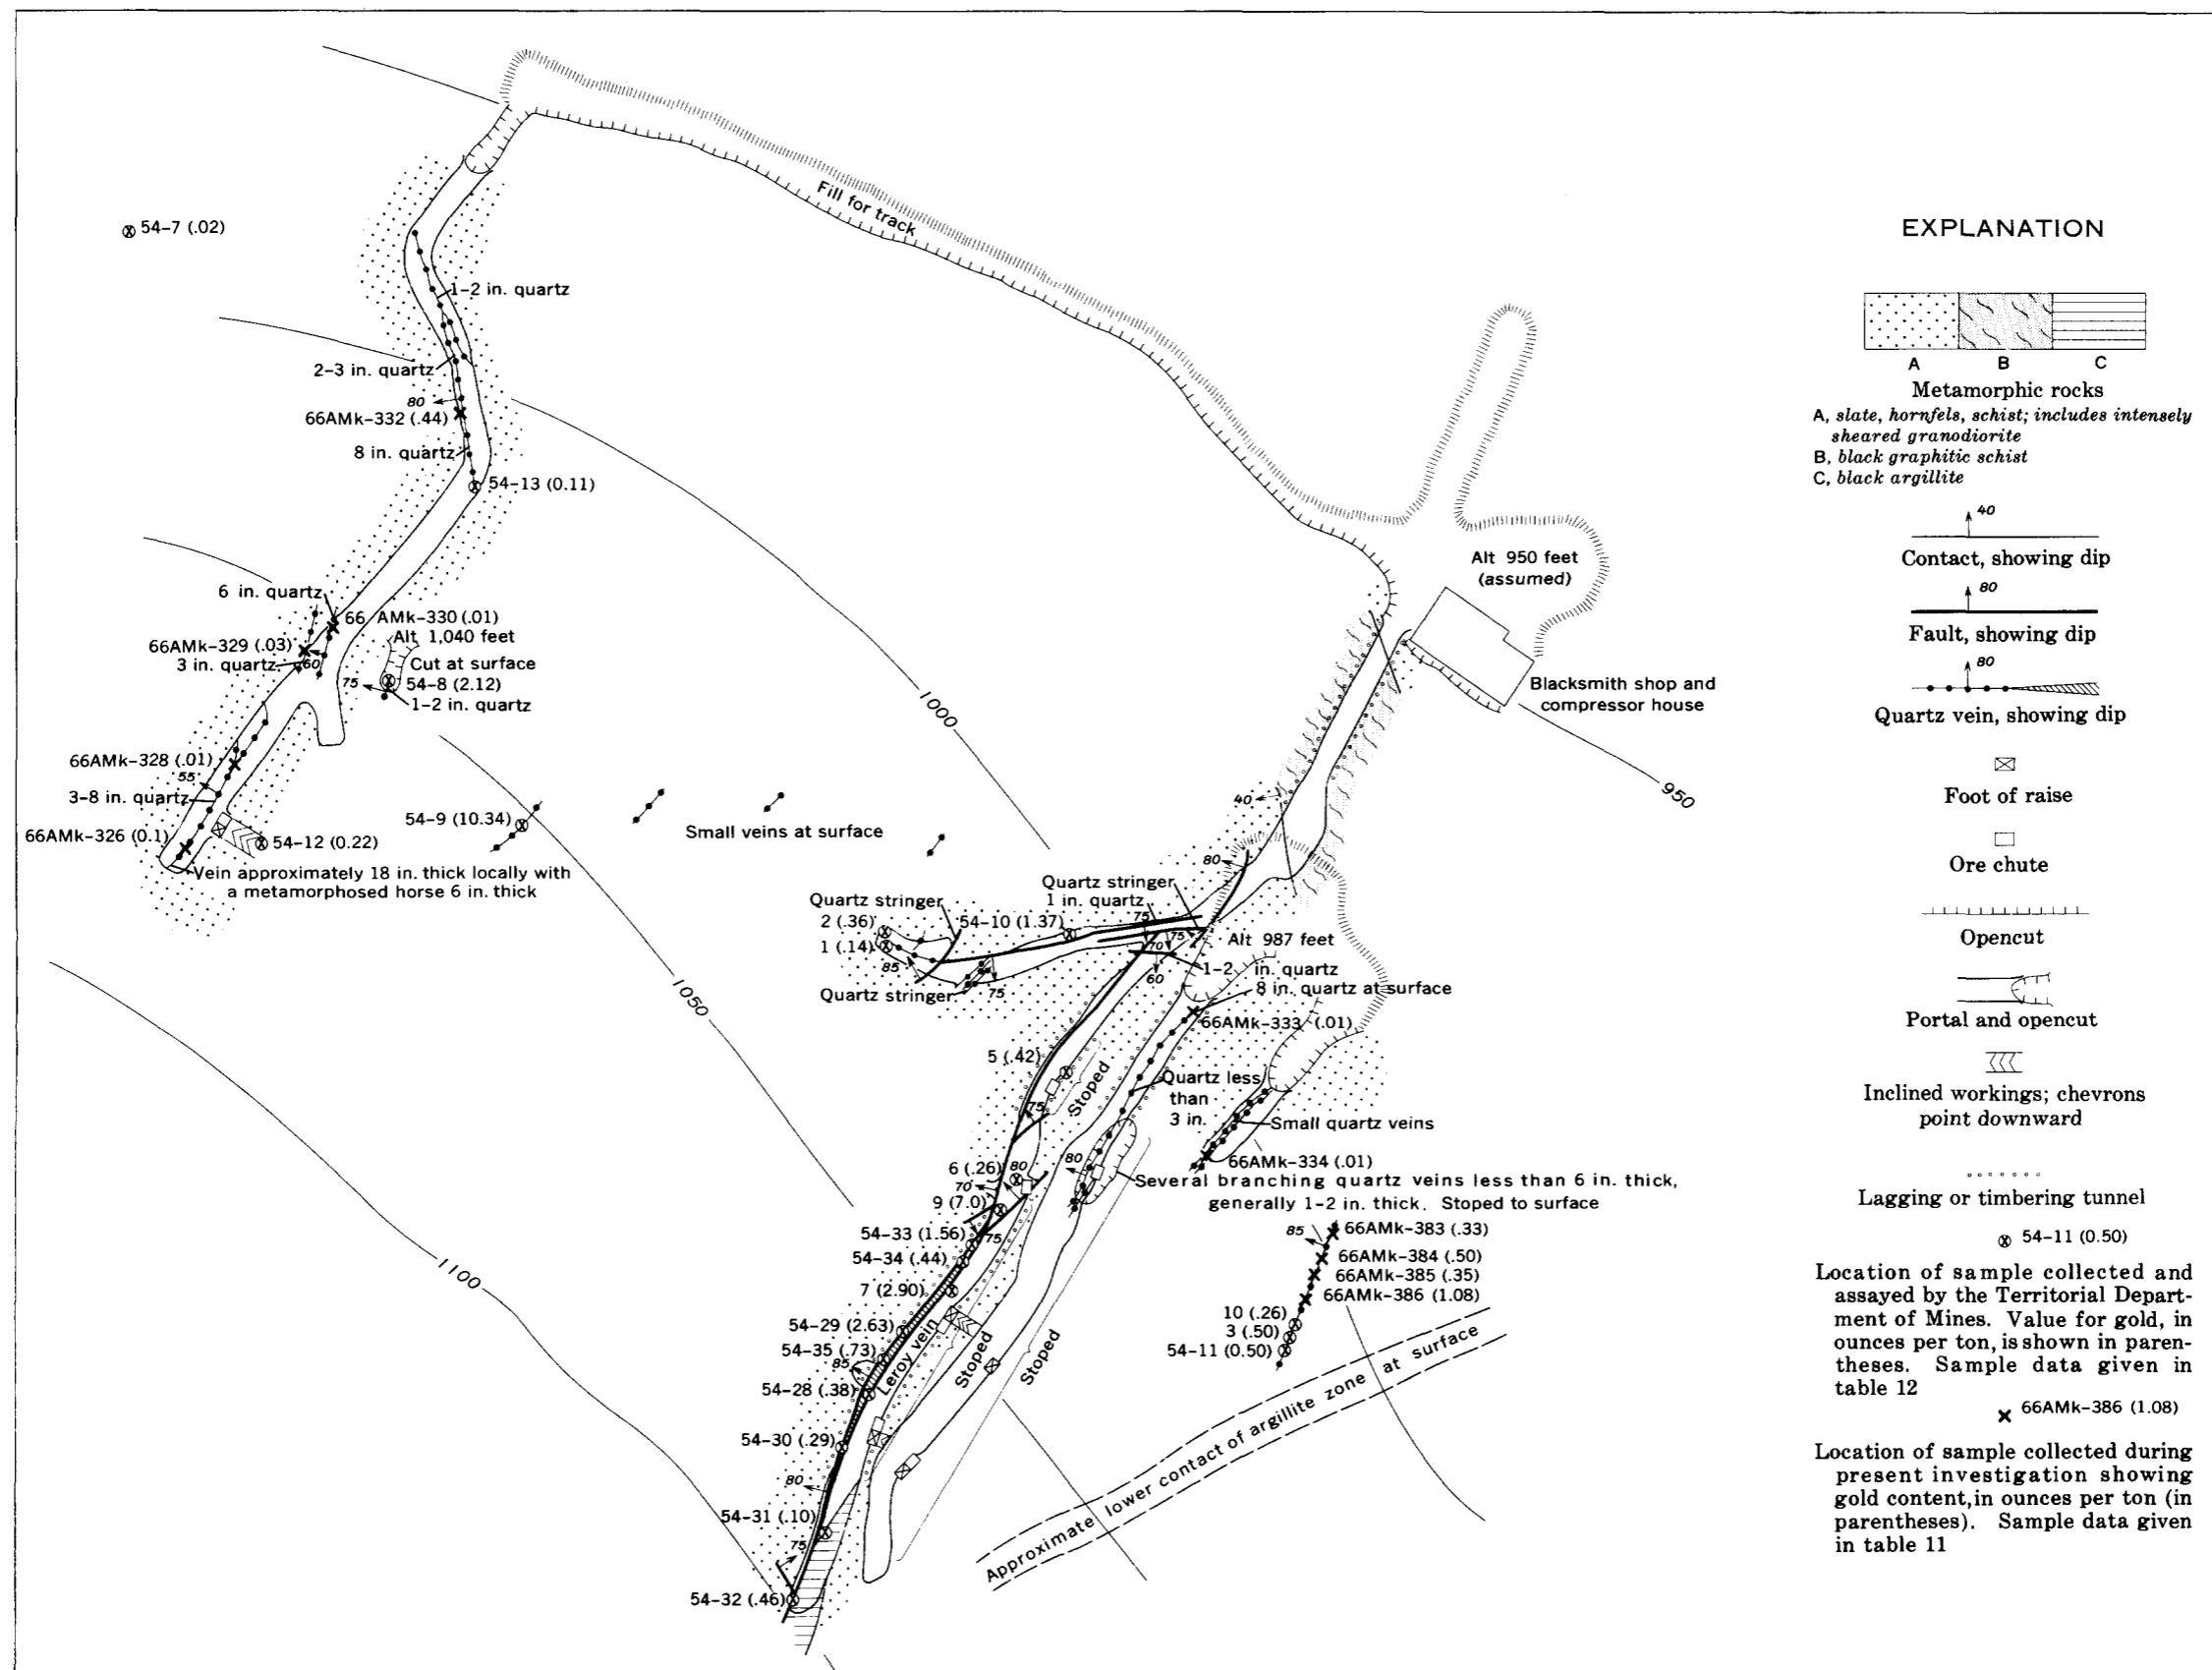 Fill for track
54-7 (.02)
1-2 in. quartz
2-3 in. quartz
80
66AMk-332 (.44)
8 in. quartz
54-13 (0.11)
6 in. quartz
66 AMk-330 (.01)
66AMk-329 (.03)
Alt 1,040 feet
3 in. quartz
60
Cut at surface
75
54-8 (2.12)
1-2 in. quartz
66AMk-328 (.01)
55
3-8 in. quartz
54-9 (10.34)
66AMk-326 (0.1)
54-12 (0.22)
Vein approximately 18 in. thick locally with
a metamorphosed horse 6 in. thick
Small veins at surface
1000
1050
1100
950
Alt 950 feet
(assumed)
Blacksmith shop and
compressor house
40
80
Quartz stringer
1 in. quartz
75
Quartz stringer
54-10 (1.37)
2 (.36)
1 (.14)
85
Quartz stringer
75
75
70
60
Alt 987 feet
1-2 in. quartz
8 in. quartz at surface
66AMk-333 (.01)
5 (.42)
Stoped
Quartz less
than
3 in.
75
Small quartz veins
66AMk-334 (.01)
6 (.26)
80
80
70
Several branching quartz veins less than 6 in. thick,
generally 1-2 in. thick. Stoped to surface
9 (7.0)
54-33 (1.56)
75
54-34 (.44)
7 (2.90)
54-29 (2.63)
54-35 (.73)
85
Leroy vein
54-28 (.38)
Stoped
Stoped
54-30 (.29)
80
54-31 (.10)
75
54-32 (.46)
85
66AMk-383 (.33)
66AMk-384 (.50)
66AMk-385 (.35)
66AMk-386 (1.08)
10 (.26)
3 (.50)
54-11 (0.50)
Approximate lower contact of argillite zone at surface
EXPLANATION
A
B
C
Metamorphic rocks
A, slate, hornfels, schist; includes intensely
sheared granodiorite
B, black graphitic schist
C, black argillite
40
Contact, showing dip
80
Fault, showing dip
80
Quartz vein, showing dip
Foot of raise
Ore chute
Opencut
Portal and opencut
Inclined workings; chevrons
point downward
Lagging or timbering tunnel
54-11 (0.50)
Location of sample collected and
assayed by the Territorial Depart-
ment of Mines. Value for gold, in
ounces per ton, is shown in paren-
theses. Sample data given in
table 12
66AMk-386 (1.08)
Location of sample collected during
present investigation showing
gold content, in ounces per ton (in
parentheses). Sample data given
in table 11